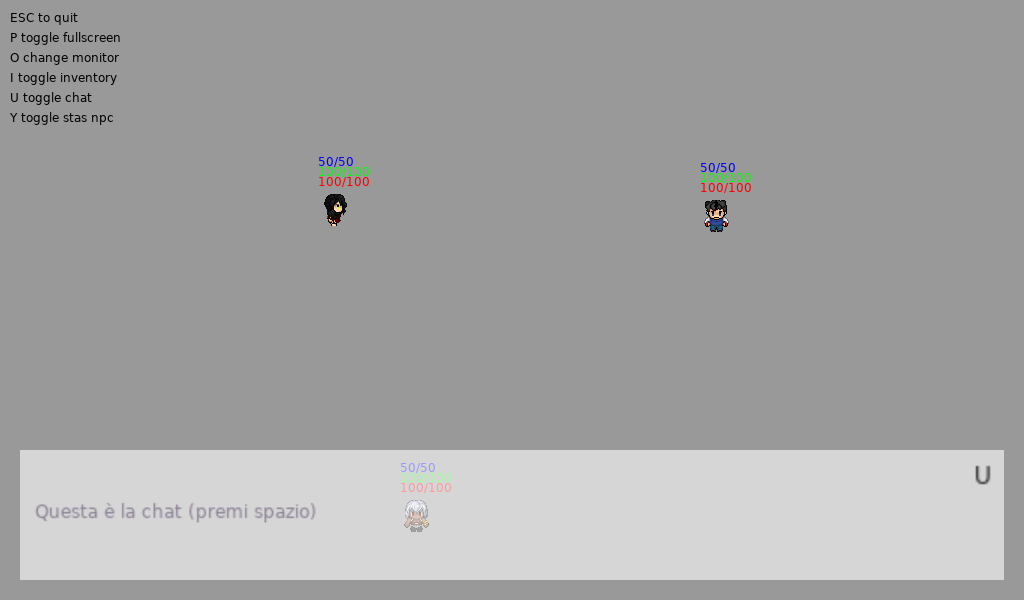 ESC to quit
P toggle fullscreen
O change monitor
I toggle inventory
U toggle chat
Y toggle stas npc
50/50
100/100
50/50
100/100
50/50
100/100
U
Questa è la chat (premi spazio)